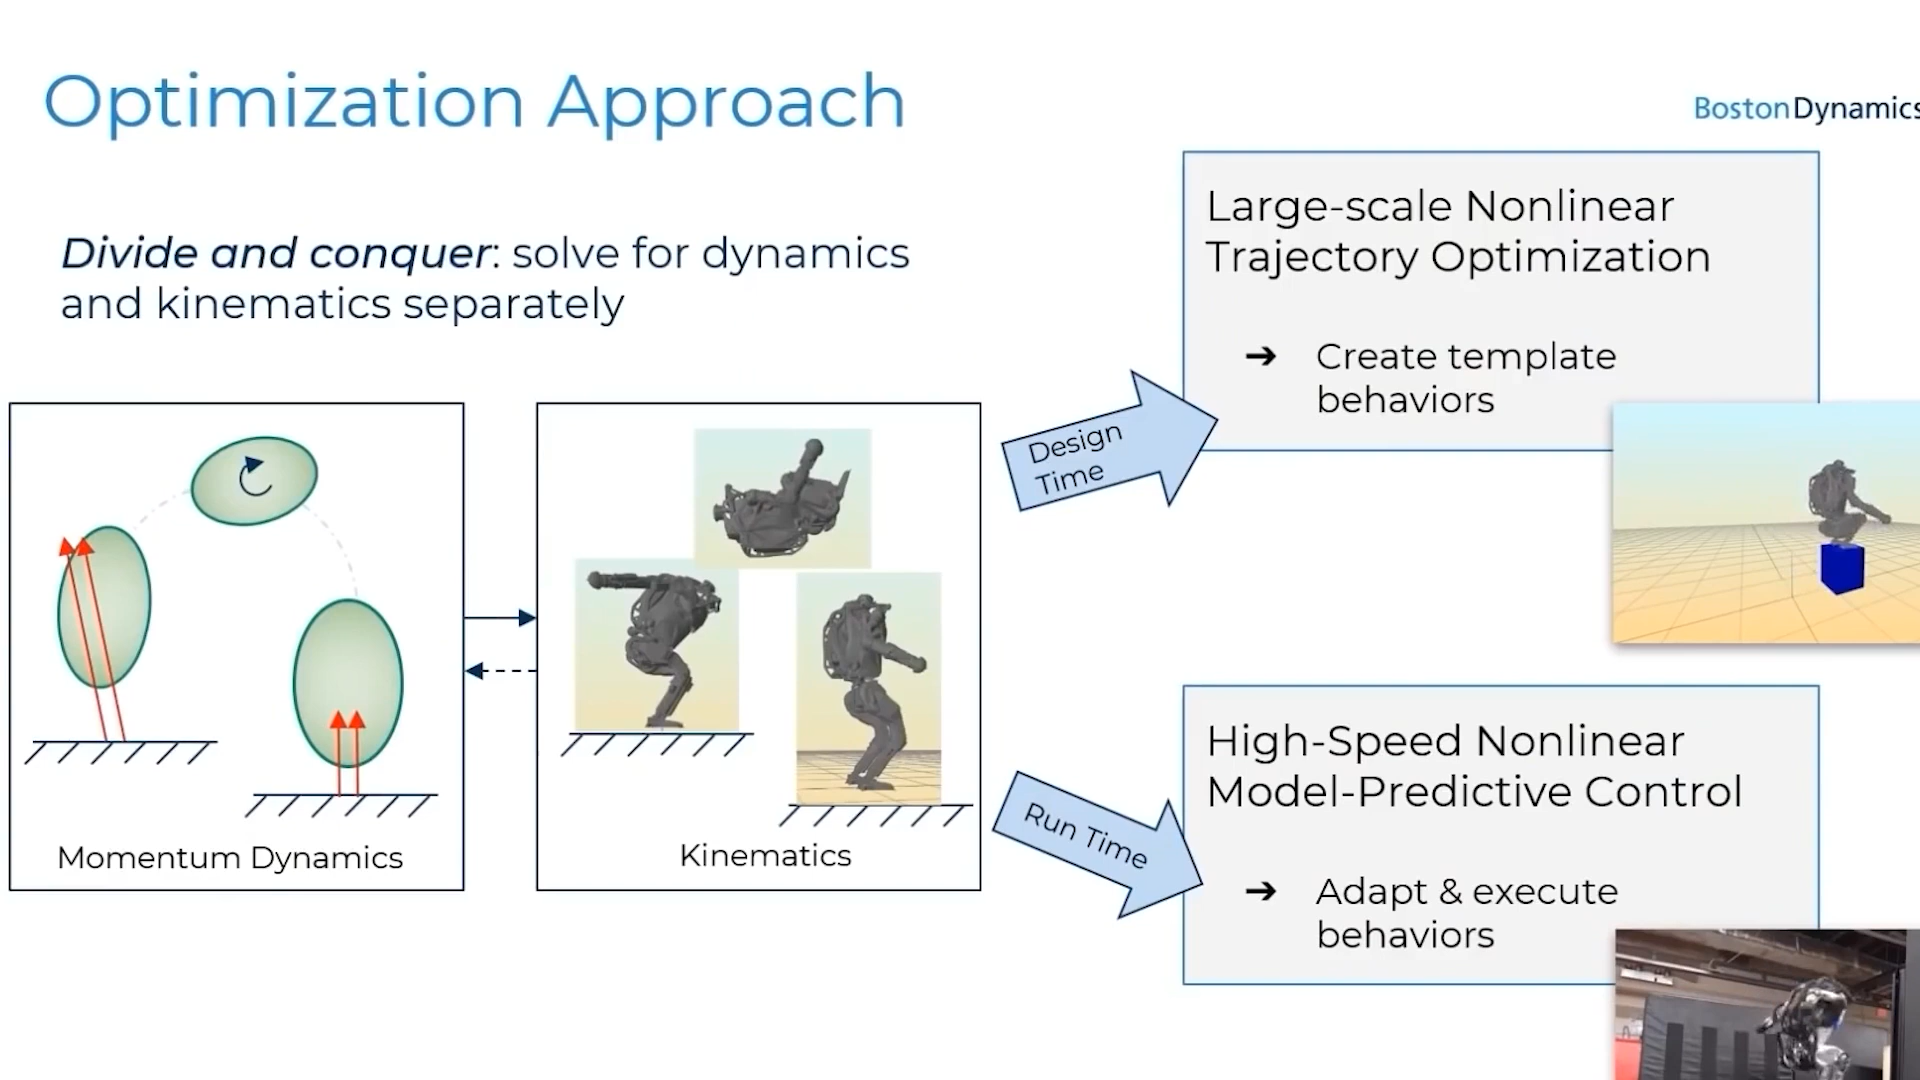 Optimization Approach
BostonDynamics
Divide and conquer: solve for dynamics
and kinematics separately
Momentum Dynamics
Kinematics
Design
Time
Large-scale Nonlinear
Trajectory Optimization
➔ Create template
behaviors
Run Time
High-Speed Nonlinear
Model-Predictive Control
➔ Adapt & execute
behaviors